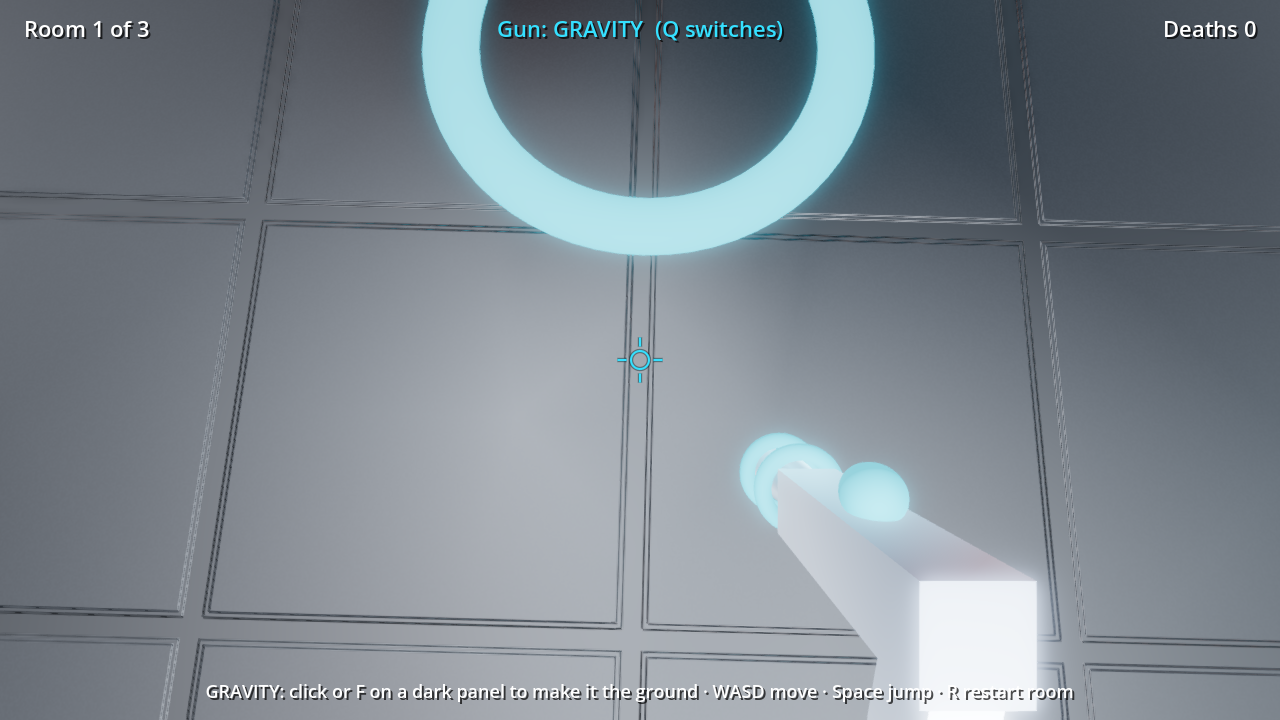 Room 1 of 3
Gun: GRAVITY (Q switches)
Deaths 0
GRAVITY: click or F on a dark panel to make it the ground · WASD move · Space jump · R restart room